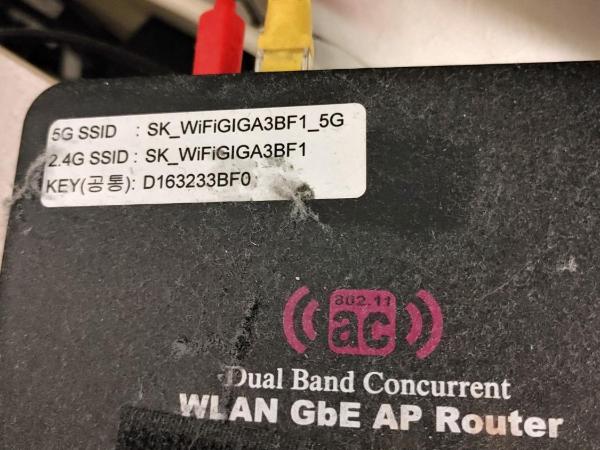 5G SSID : SK_WiFiGIGA3BF1_5G
2.4G SSID : SK_WiFiGIGA3BF1
KEY(공통): D163233BF0
802.11
ac
Dual Band Concurrent
WLAN GbE AP Router